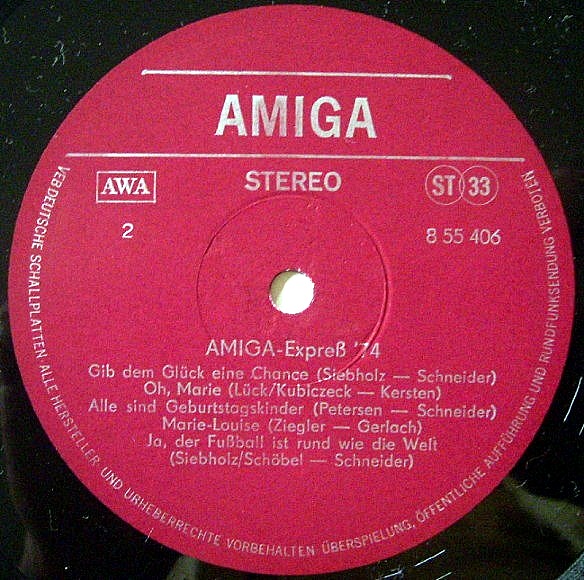 AMIGA
AWA
STEREO
ST 33
2
8 55 406
AMIGA-Expreß '74
Gib dem Glück eine Chance (Siebholz — Schneider)
Oh, Marie (Lück/Kubiczeck — Kersten)
Alle sind Geburtstagskinder (Petersen — Schneider)
Marie-Louise (Ziegler — Gerlach)
Ja, der Fußball ist rund wie die Welt
(Siebholz/Schöbel — Schneider)
VEB DEUTSCHE SCHALLPLATTEN · ALLE HERSTELLER- UND URHEBERRECHTE VORBEHALTEN ÜBERSPIELUNG, ÖFFENTLICHE AUFFÜHRUNG UND RUNDFUNKSENDUNG VERBOTEN